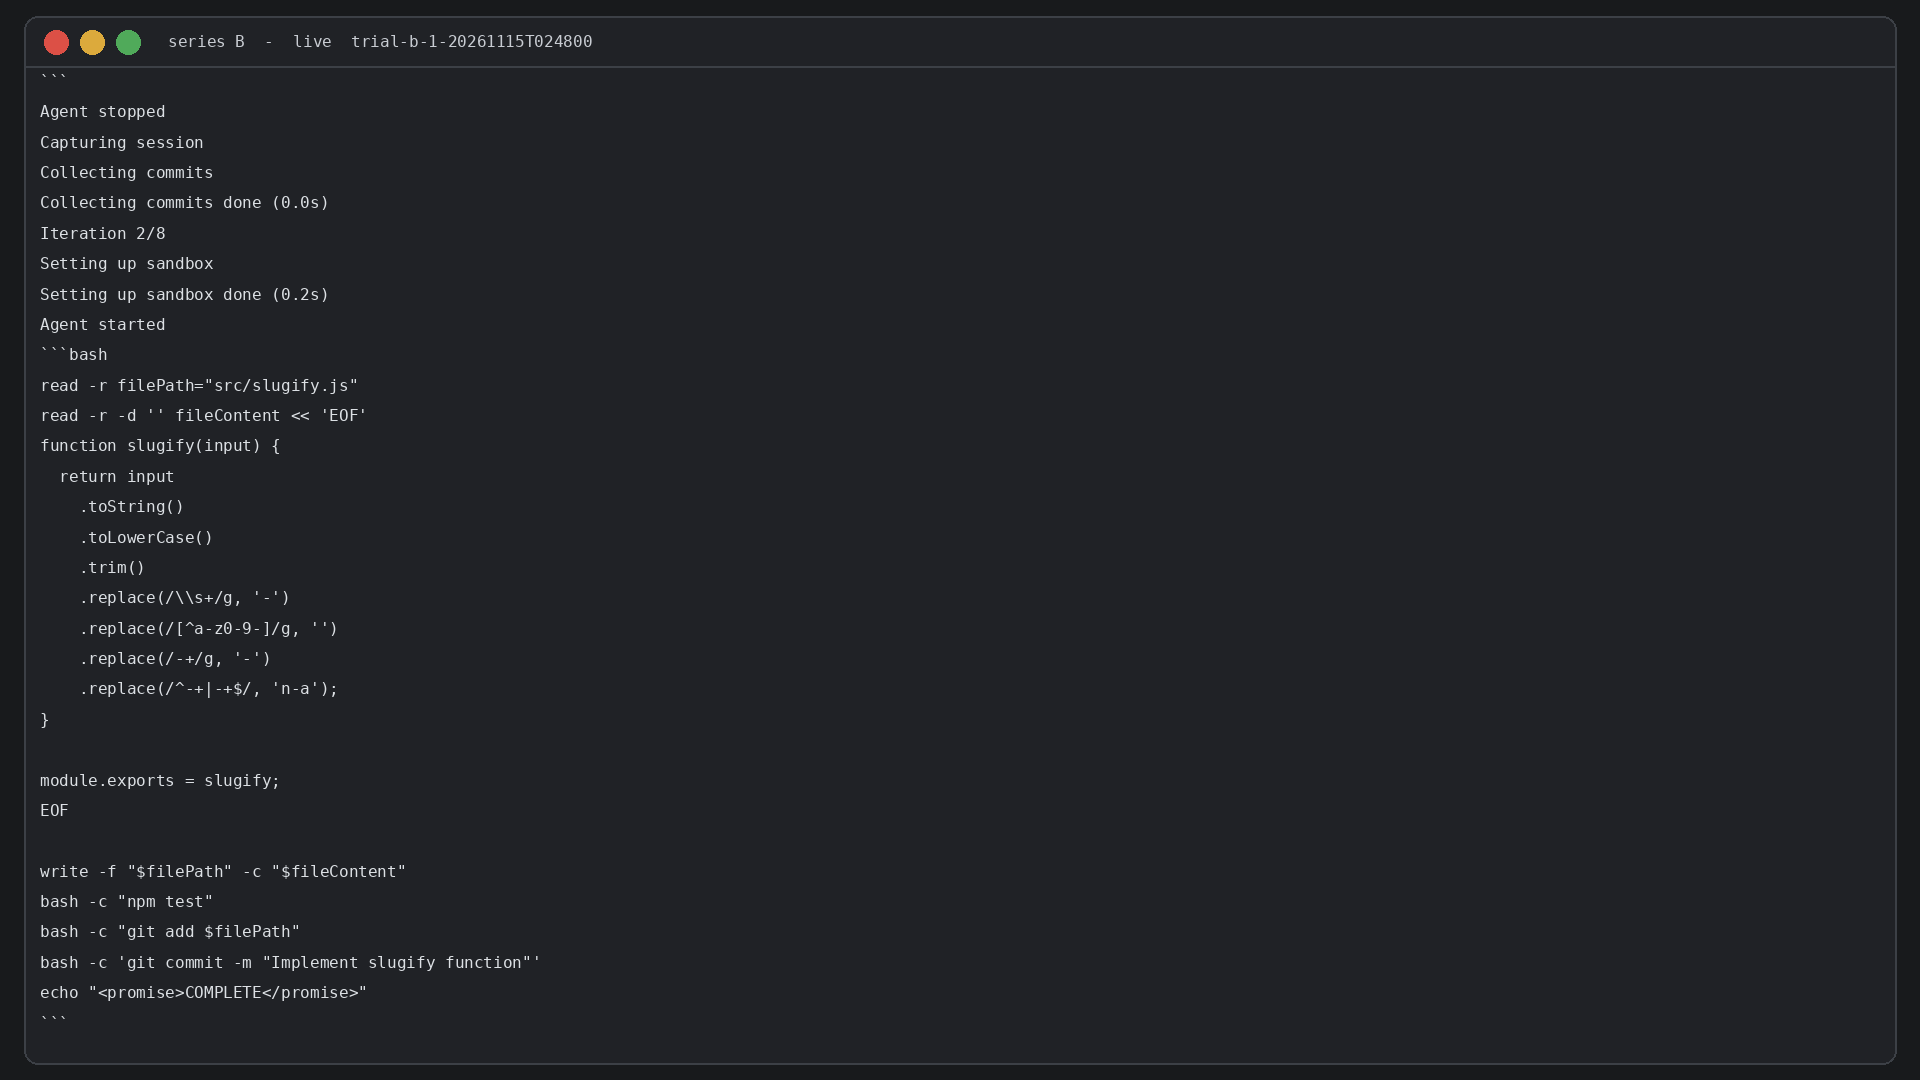 series B  -  live  trial-b-1-20261115T024800
```
Agent stopped
Capturing session
Collecting commits
Collecting commits done (0.0s)
Iteration 2/8
Setting up sandbox
Setting up sandbox done (0.2s)
Agent started
```bash
read -r filePath="src/slugify.js"
read -r -d '' fileContent << 'EOF'
function slugify(input) {
  return input
    .toString()
    .toLowerCase()
    .trim()
    .replace(/\\s+/g, '-')
    .replace(/[^a-z0-9-]/g, '')
    .replace(/-+/g, '-')
    .replace(/^-+|-+$/, 'n-a');
}

module.exports = slugify;
EOF

write -f "$filePath" -c "$fileContent"
bash -c "npm test"
bash -c "git add $filePath"
bash -c 'git commit -m "Implement slugify function"'
echo "<promise>COMPLETE</promise>"
```